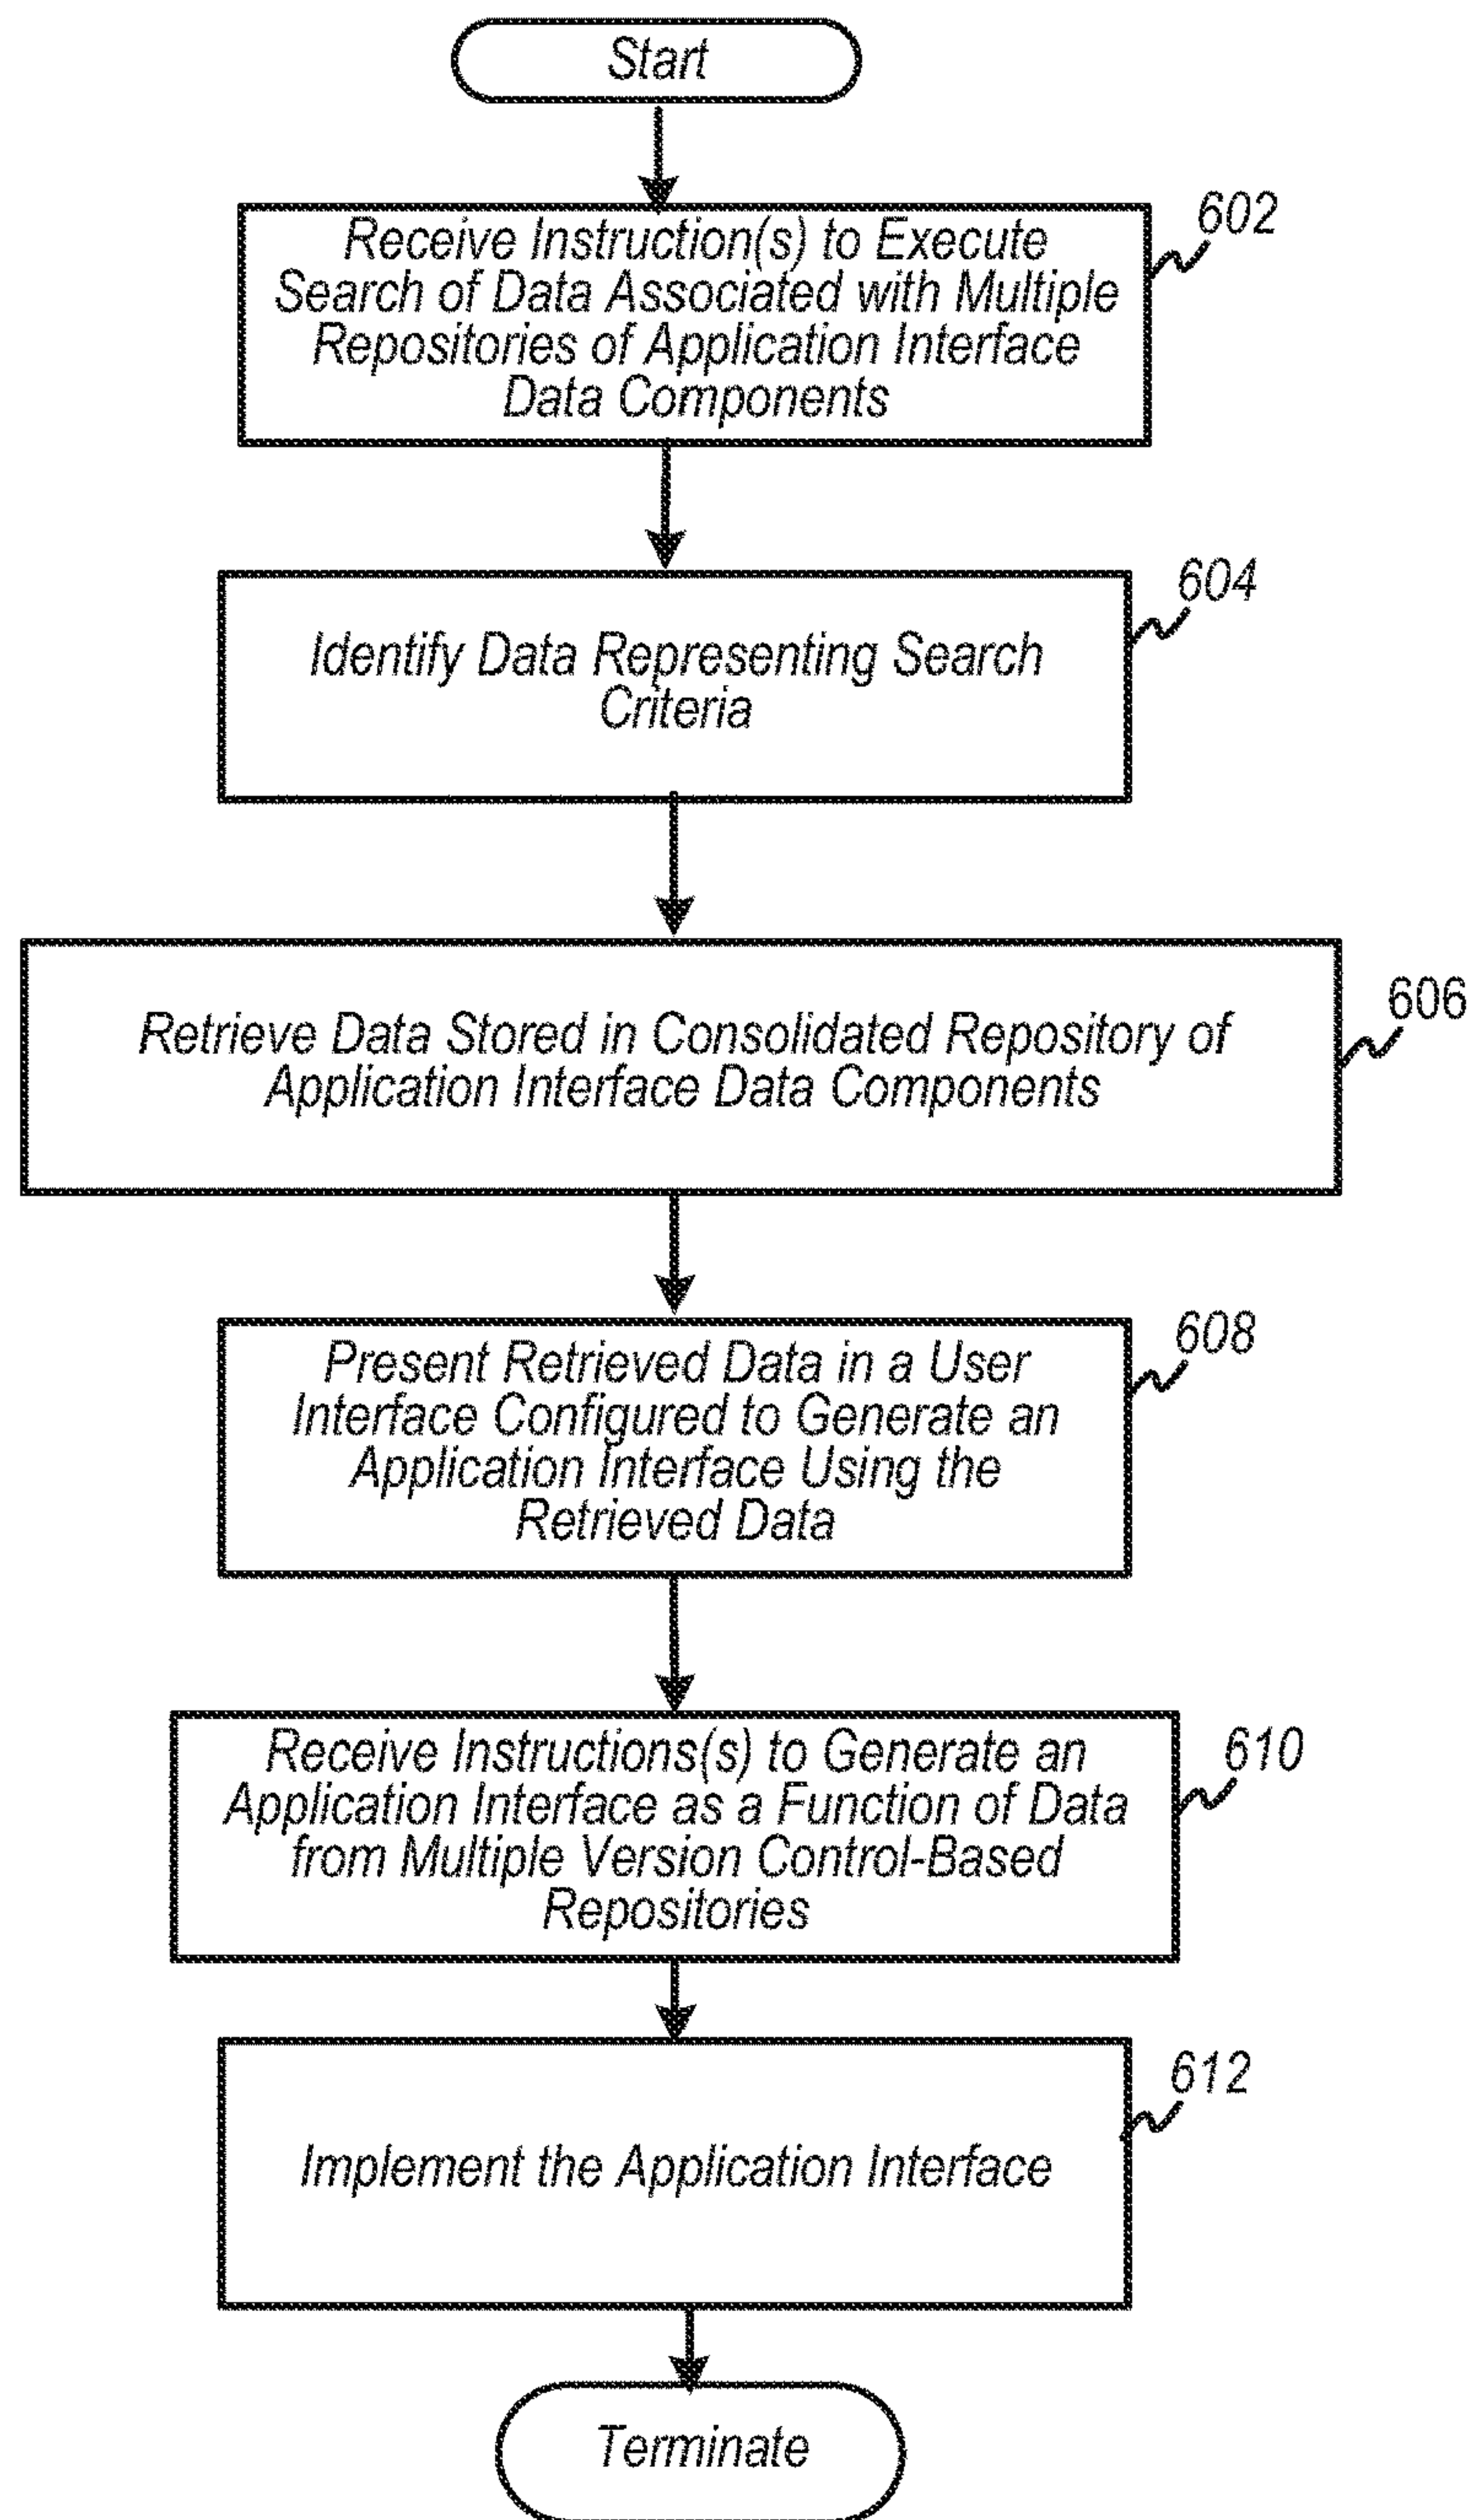 Start
Receive Instruction(s) to Execute
602
Search of Data Associated with Multiple
Repositories of Application Interface
Data Components
604
Identify Data Representing Search
Criteria
606
Retrieve Data Stored in Consolidated Repository of
Application Interface Data Components
608
Present Retrieved Data in a User
Interface Configured to Generate an
Application Interface Using the
Retrieved Data
610
Receive Instructions(s) to Generate an
Application Interface as a Function of Data
from Multiple Version Control-Based
Repositories
612
Implement the Application Interface
Terminate